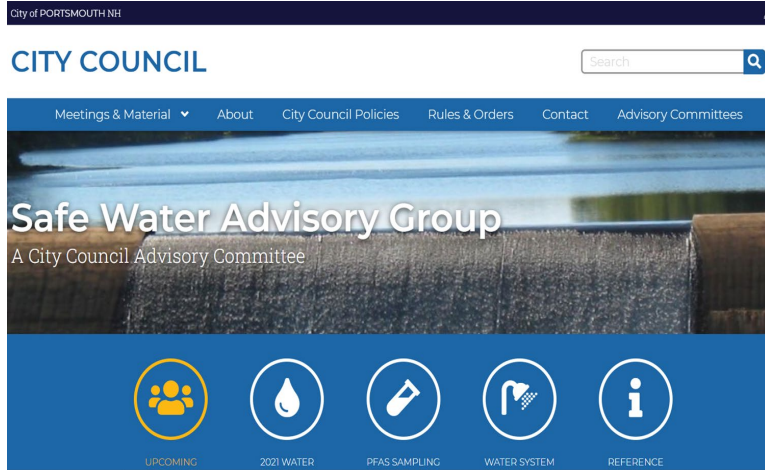 City of PORTSMOUTH NH
CITY COUNCIL
Search
Meetings & Material About City Council Policies Rules & Orders Contact Advisory Committees
Safe Water Advisory Group
A City Council Advisory Committee
UPCOMING 2021 WATER PFAS SAMPLING WATER SYSTEM REFERENCE